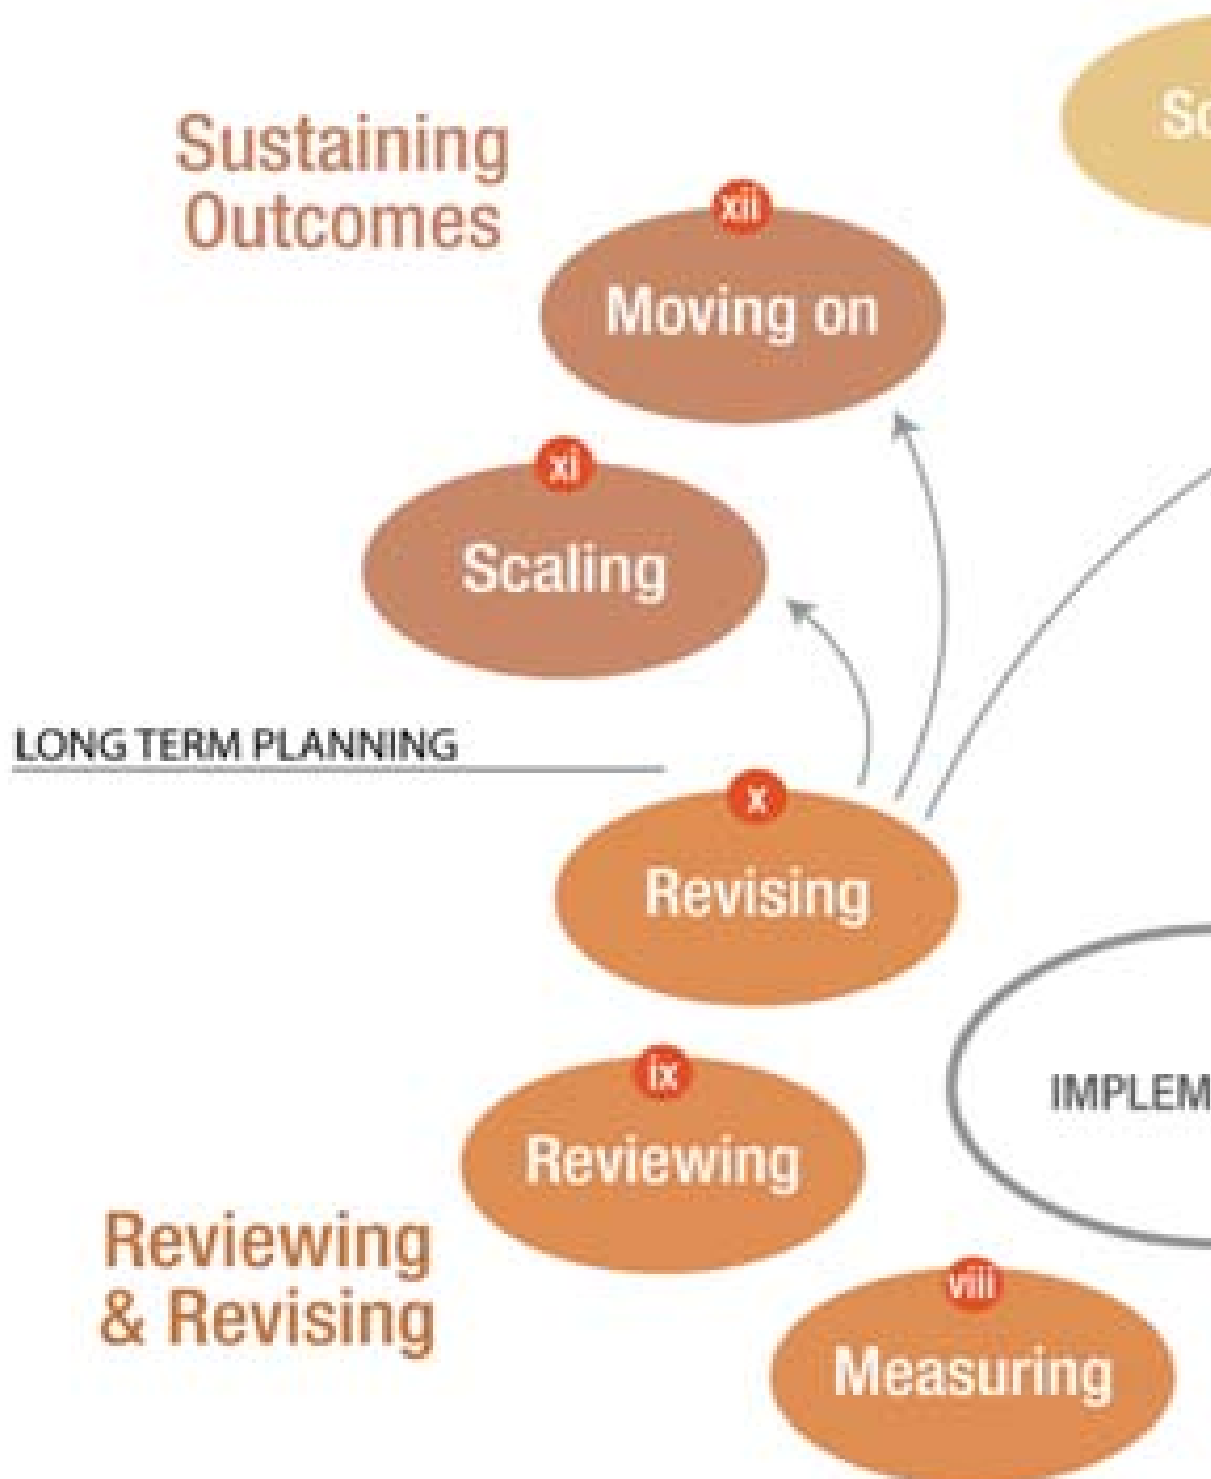 Sustaining
Outcomes
xii
Moving on
xi
Scaling
LONG TERM PLANNING
x
Revising
ix
Reviewing
Reviewing
& Revising
viii
Measuring